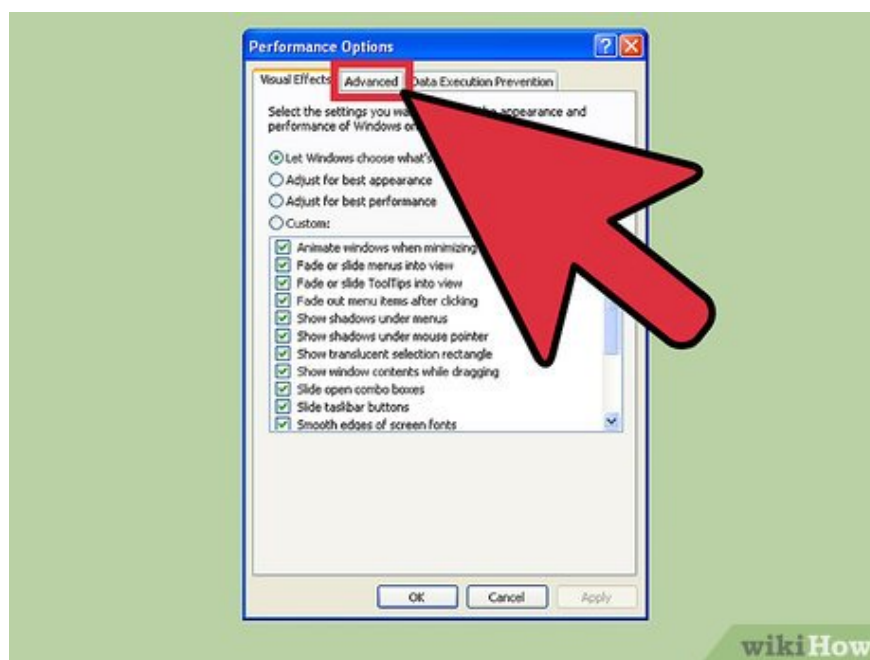 Performance Options
Visual Effects Advanced Data Execution Prevention
Select the settings you appearance and
performance of Windows
Let Windows choose what's
Adjust for best appearance
Adjust for best performance
Custom:
Animate windows when minimizing
Fade or slide menus into view
Fade or slide ToolTips into view
Fade out menu items after clicking
Show shadows under menus
Show shadows under mouse pointer
Show translucent selection rectangle
Show window contents while dragging
Slide open combo boxes
Slide taskbar buttons
Smooth edges of screen fonts
OK Cancel Apply
wikiHow